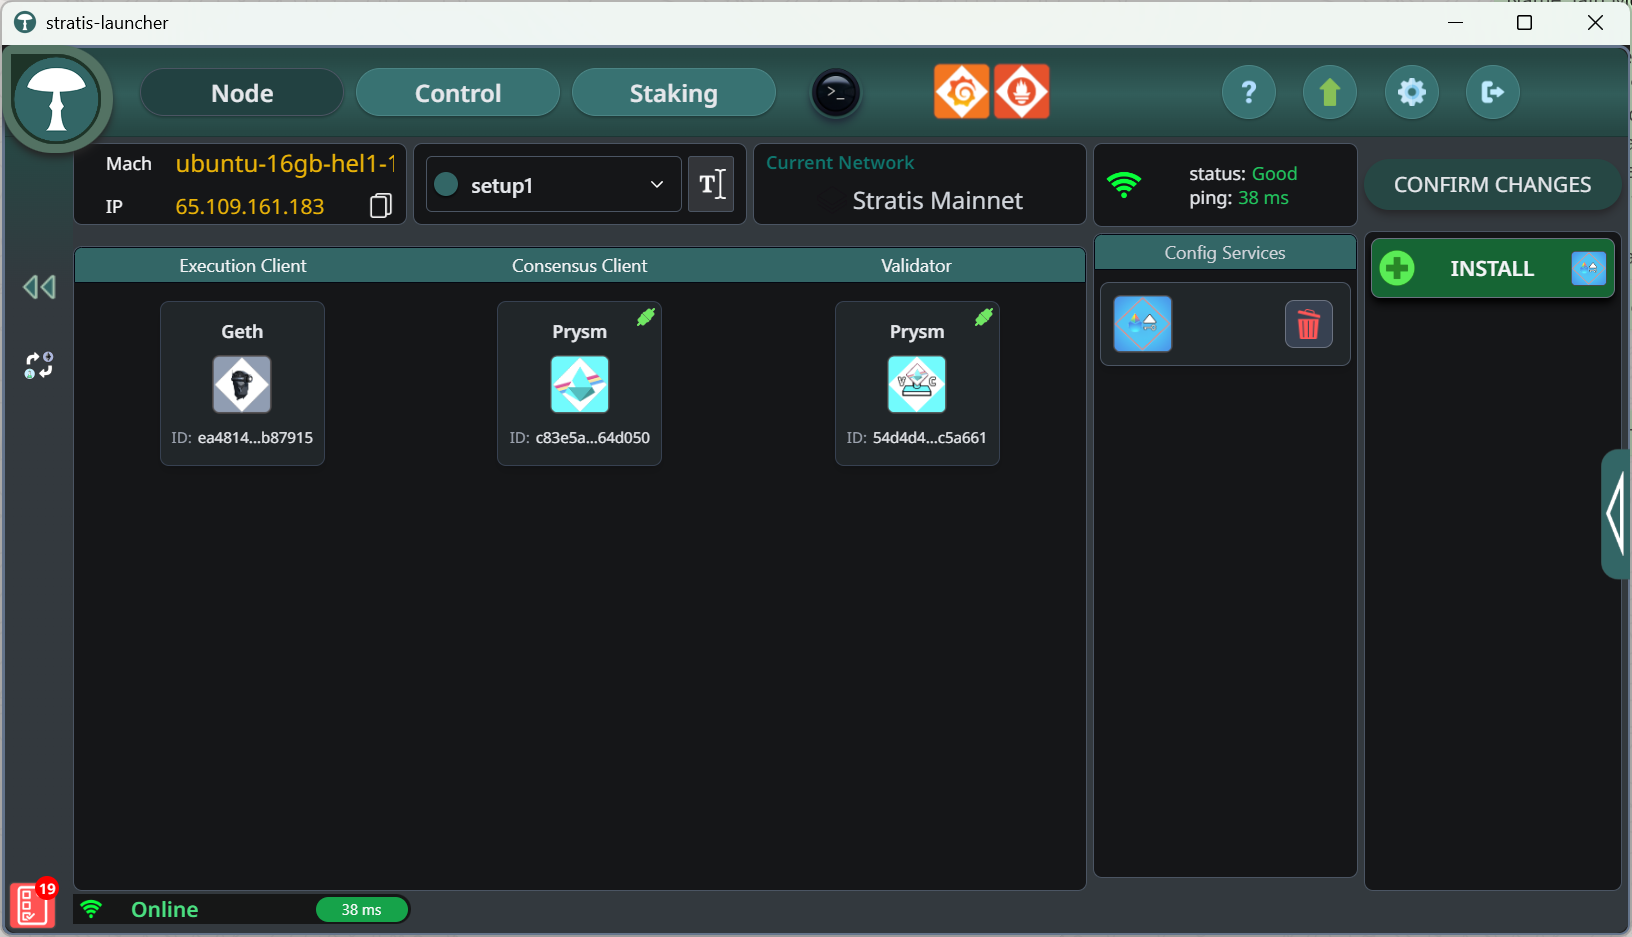 stratis-launcher
Node
Control
Staking
>_
?
Mach
ubuntu-16gb-hel1-1
IP
65.109.161.183
setup1
T
Current Network
Stratis Mainnet
status: Good
ping: 38 ms
CONFIRM CHANGES
Execution Client
Consensus Client
Validator
Config Services
INSTALL
Geth
ID: ea4814...b87915
Prysm
ID: c83e5a...64d050
Prysm
V C
ID: 54d4d4...c5a661
19
Online
38 ms